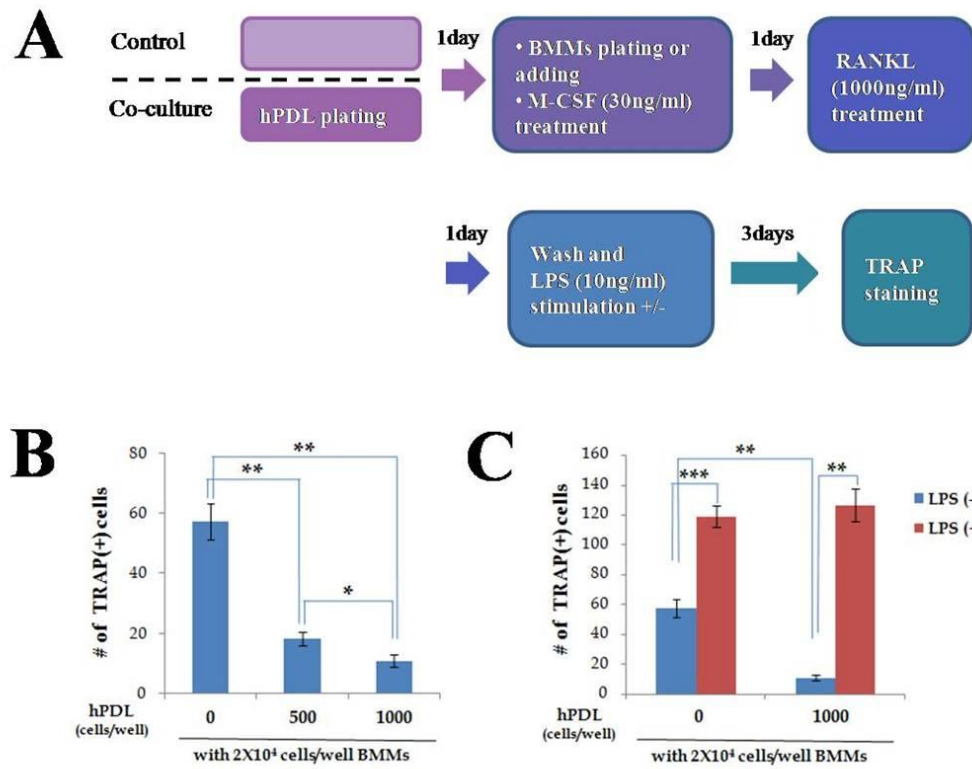 A
Control
Co-culture
hPDL plating
1day
• BMMs plating or
adding
• M-CSF (30ng/ml)
treatment
1day
RANKL
(1000ng/ml)
treatment
1day
Wash and
LPS (10ng/ml)
stimulation +/-
3days
TRAP
staining
B
# of TRAP(+) cells
80
60
40
20
0
**
**
*
hPDL
(cells/well)
0 500 1000
with 2X10⁴ cells/well BMMs
C
# of TRAP(+) cells
160
140
120
100
80
60
40
20
0
**
***
**
LPS (-
LPS (+
hPDL
(cells/well)
0 1000
with 2X10⁴ cells/well BMMs